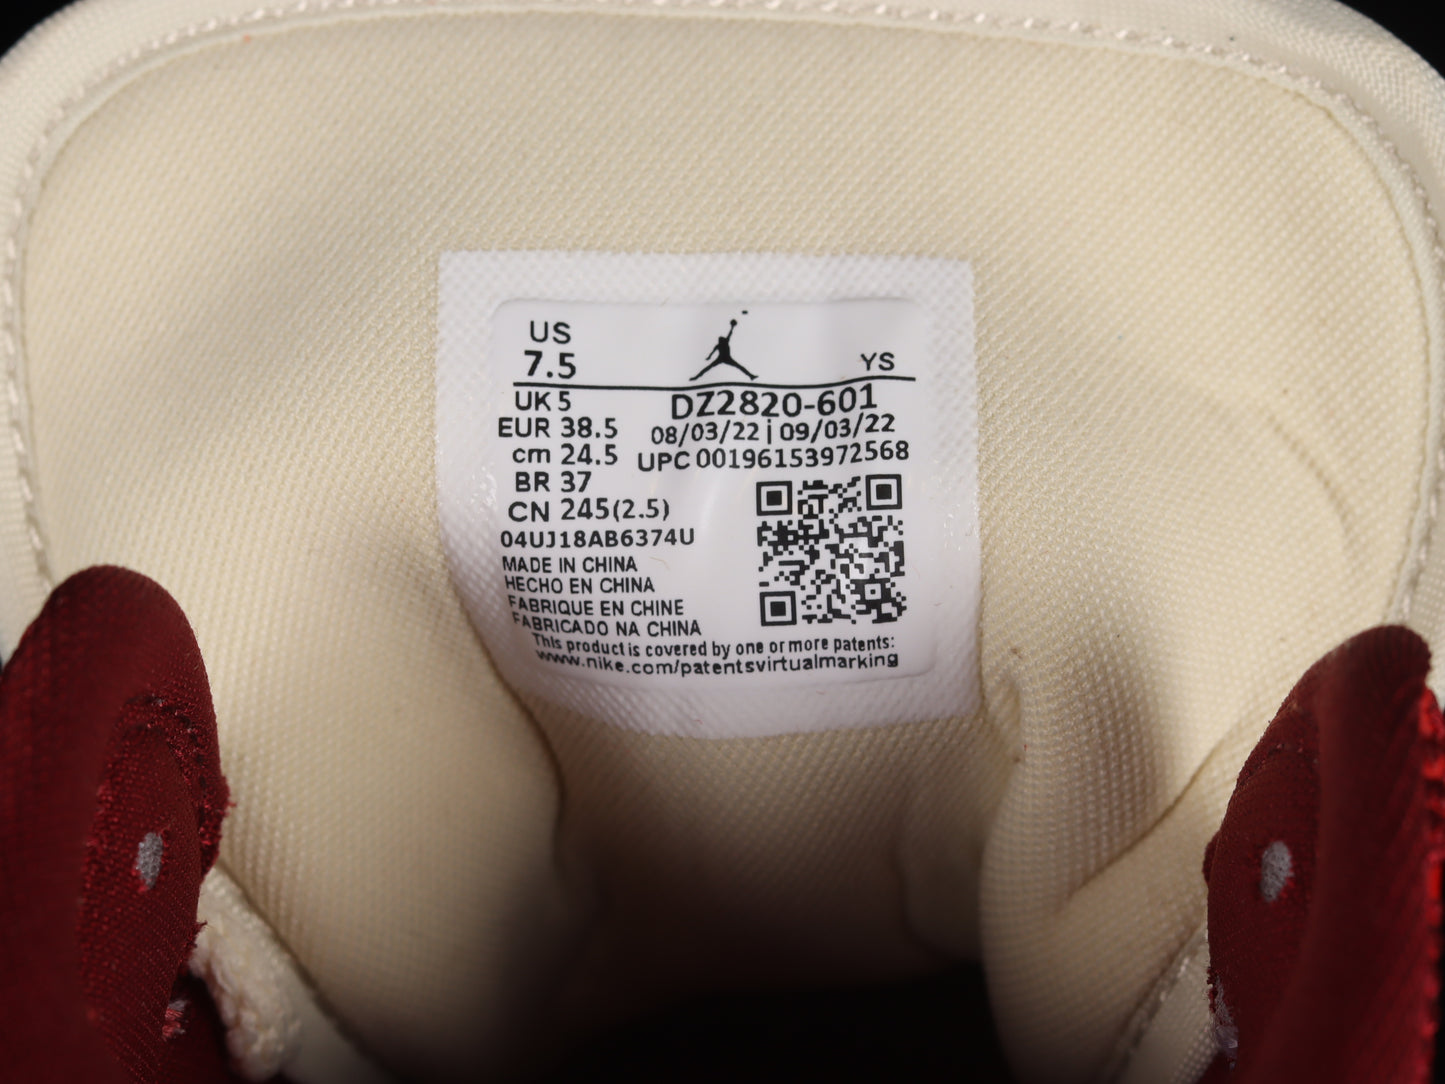 US
7.5
YS
UK 5
DZ2820-601
EUR 38.5
08/03/22 | 09/03/22
cm 24.5
UPC 00196153972568
BR 37
CN 245(2.5)
04UJ18AB6374U
MADE IN CHINA
HECHO EN CHINA
FABRIQUE EN CHINE
FABRICADO NA CHINA
This product is covered by one or more patents:
www.nike.com/patentsvirtualmarking